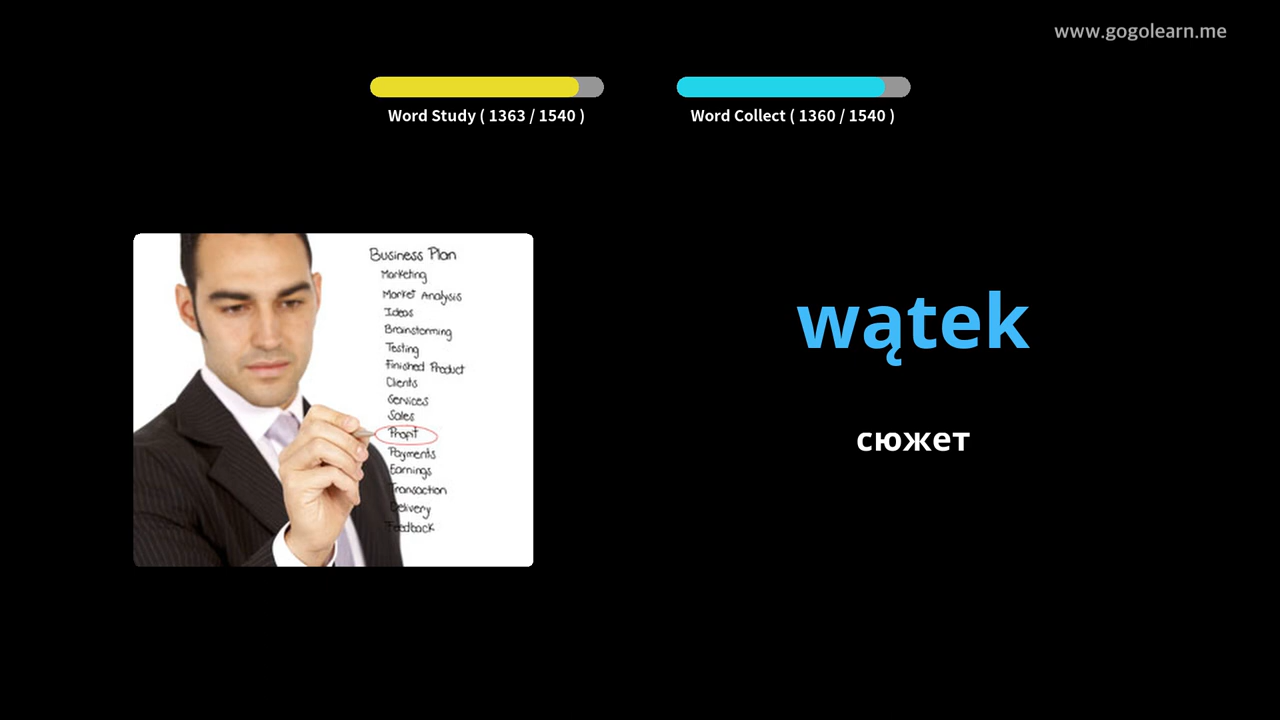 www.gogolearn.me
Word Study ( 1363 / 1540 )
Word Collect ( 1360 / 1540 )
Business Plan
Marketing
Market Analysis
Ideas
Brainstorming
Testing
Finished Product
Clients
Services
Sales
Profit
Payments
Earnings
Transaction
Delivery
Feedback
wątek
сюжет